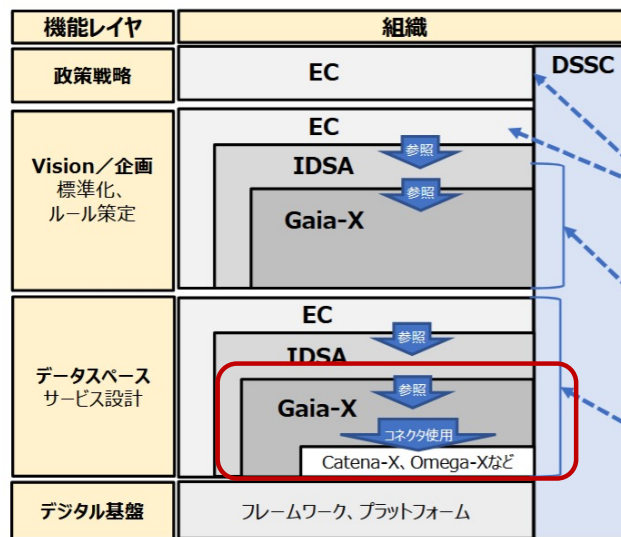 機能レイヤ
組織
政策戦略
EC
DSSC
Vision／企画
標準化、
ルール策定
EC
参照
IDSA
参照
Gaia-X
データスペース
サービス設計
EC
参照
IDSA
参照
Gaia-X
コネクタ使用
Catena-X、Omega-Xなど
デジタル基盤
フレームワーク、プラットフォーム